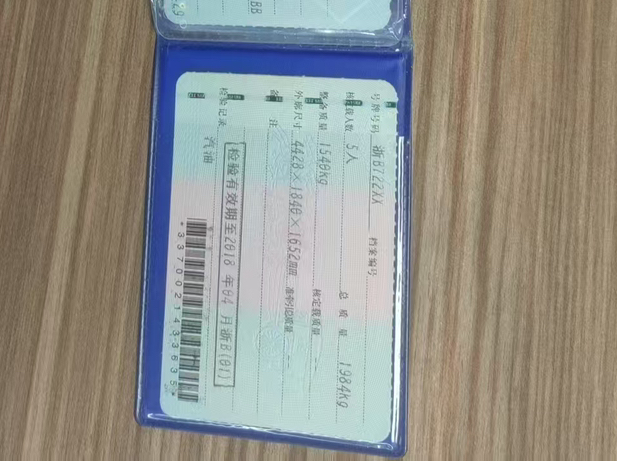 号牌号码 浙B722XX 档案编号
核定载人数 5人 总质量 1984kg
整备质量 1540kg 核定载质量 --
外廓尺寸 4428×1840×1652mm 准牵引总质量 --
备注
检验记录 检验有效期至2018年04月浙B(01)
汽油
*3370021433635*